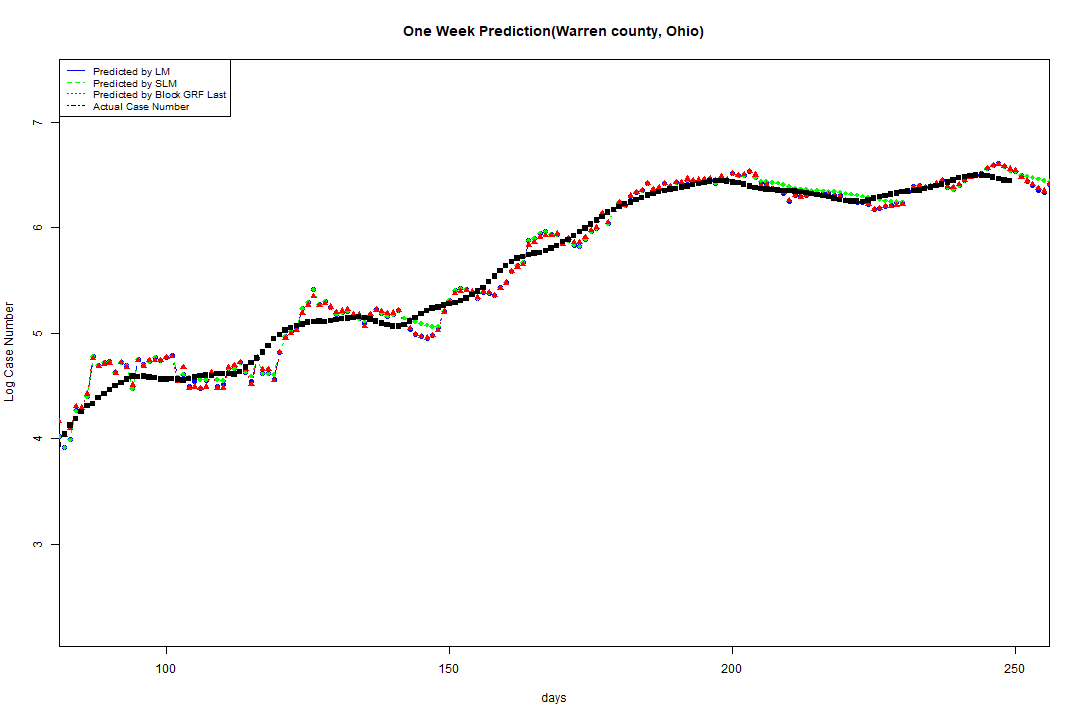 One Week Prediction(Warren county, Ohio)
Predicted by LM
Predicted by SLM
Predicted by Block GRF Last
Actual Case Number
7
6
5
4
3
Log Case Number
100 150 200 250
days